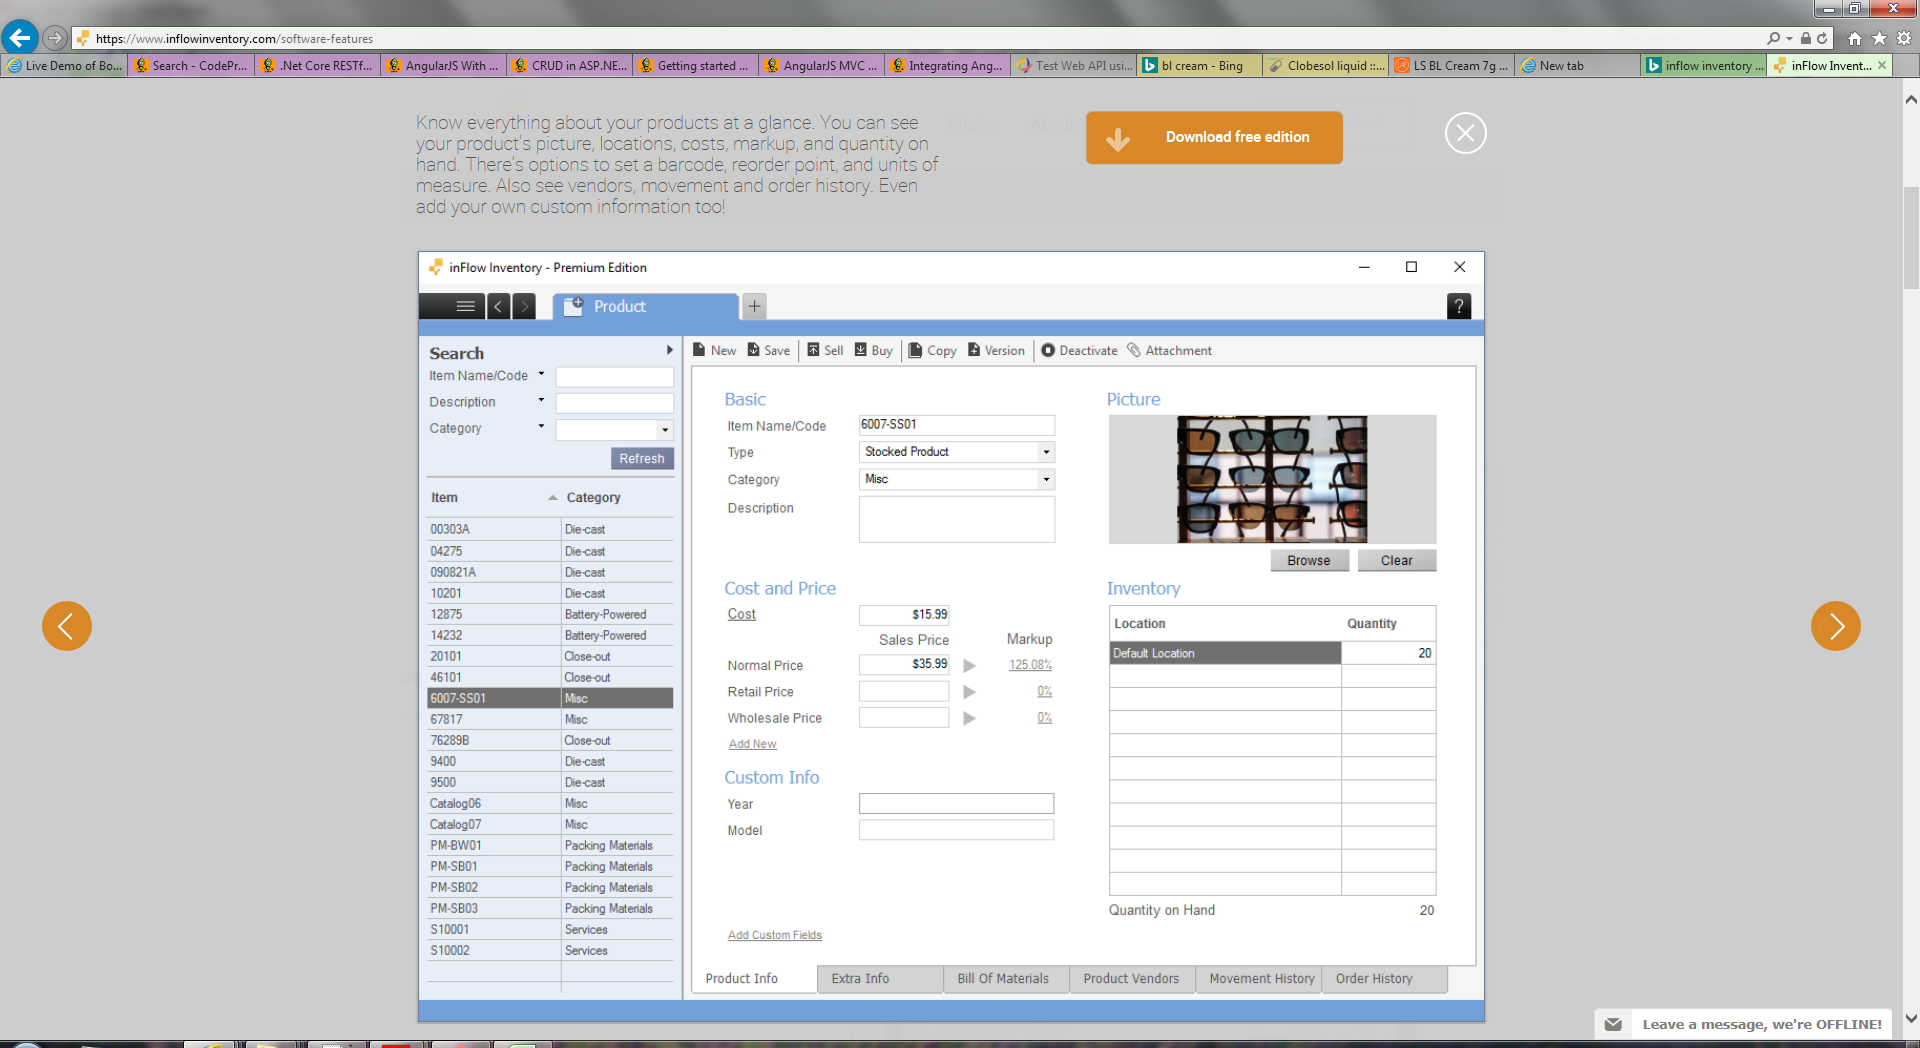 https://www.inflowinventory.com/software-features
Live Demo of Bo...
Search - CodePr...
.Net Core RESTf...
AngularJS With ...
CRUD in ASP.NE...
Getting started ...
AngularJS MVC ...
Integrating Ang...
Test Web API usi...
bl cream - Bing
Clobesol liquid ::...
LS BL Cream 7g ...
New tab
inflow inventory ...
inFlow Invent...
Know everything about your products at a glance. You can see
your product's picture, locations, costs, markup, and quantity on
hand. There's options to set a barcode, reorder point, and units of
measure. Also see vendors, movement and order history. Even
add your own custom information too!
Download free edition
inFlow Inventory - Premium Edition
Product
+
?
Search
Item Name/Code
Description
Category
Refresh
Item Category
00303A Die-cast
04275 Die-cast
090821A Die-cast
10201 Die-cast
12875 Battery-Powered
14232 Battery-Powered
20101 Close-out
46101 Close-out
6007-SS01 Misc
67817 Misc
76289B Close-out
9400 Die-cast
9500 Die-cast
Catalog06 Misc
Catalog07 Misc
PM-BW01 Packing Materials
PM-SB01 Packing Materials
PM-SB02 Packing Materials
PM-SB03 Packing Materials
S10001 Services
S10002 Services
New Save Sell Buy Copy Version Deactivate Attachment
Basic
Item Name/Code 6007-SS01
Type Stocked Product
Category Misc
Description
Picture
Browse Clear
Cost and Price
Cost $15.99
Sales Price Markup
Normal Price $35.99 125.08%
Retail Price 0%
Wholesale Price 0%
Add New
Custom Info
Year
Model
Add Custom Fields
Inventory
Location Quantity
Default Location 20
Quantity on Hand 20
Product Info Extra Info Bill Of Materials Product Vendors Movement History Order History
Leave a message, we're OFFLINE!